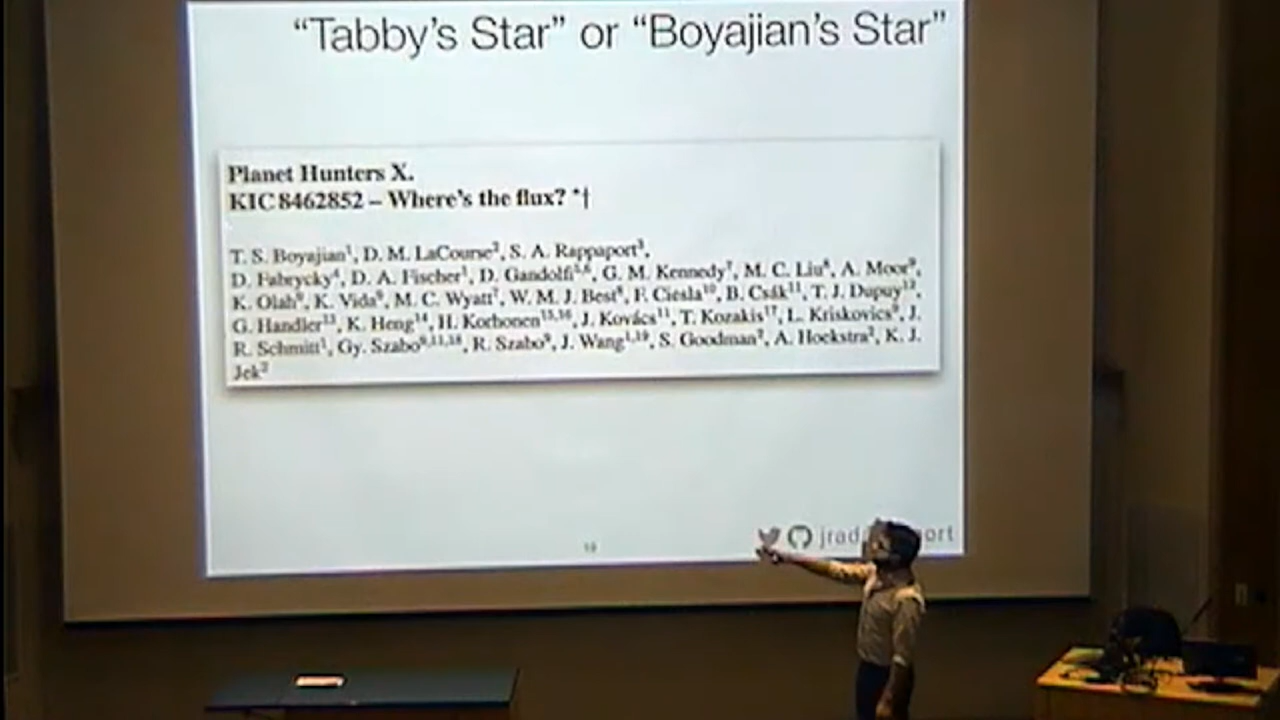 “Tabby’s Star” or “Boyajian’s Star”
Planet Hunters X.
KIC 8462852 – Where’s the flux? *†
T. S. Boyajian¹, D. M. LaCourse², S. A. Rappaport³,
D. Fabrycky⁴, D. A. Fischer¹, D. Gandolfi⁵,⁶, G. M. Kennedy⁷, M. C. Liu⁸, A. Moor⁹,
K. Olah⁹, K. Vida⁹, M. C. Wyatt⁷, W. M. J. Best⁸, F. Ciesla¹⁰, B. Csák¹¹, T. J. Dupuy¹²,
G. Handler¹³, K. Heng¹⁴, H. Korhonen¹⁵,¹⁶, J. Kovács¹¹, T. Kozakis¹⁷, L. Kriskovics⁹, J.
R. Schmitt¹, Gy. Szabo⁹,¹¹,¹⁸, R. Szabo⁹, J. Wang¹,¹⁹, S. Goodman², A. Hoekstra², K. J.
Jek²